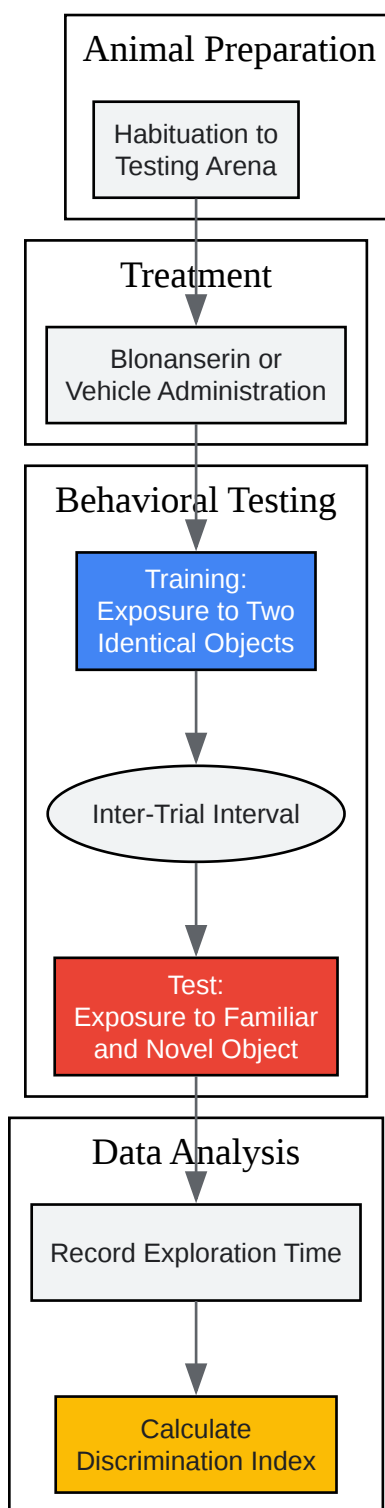 Animal Preparation
Habituation to
Testing Arena
Treatment
Blonanserin or
Vehicle Administration
Behavioral Testing
Training:
Exposure to Two
Identical Objects
Inter-Trial Interval
Test:
Exposure to Familiar
and Novel Object
Data Analysis
Record Exploration Time
Calculate
Discrimination Index